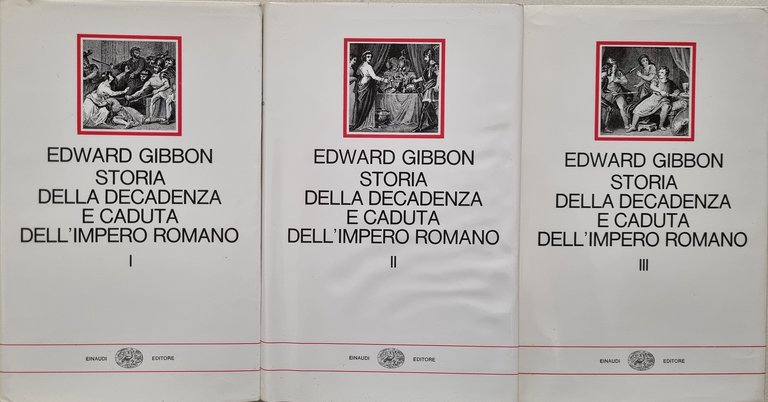 EDWARD GIBBON
STORIA
DELLA DECADENZA
E CADUTA
DELL'IMPERO ROMANO
I
EINAUDI EDITORE
EDWARD GIBBON
STORIA
DELLA DECADENZA
E CADUTA
DELL'IMPERO ROMANO
II
EINAUDI EDITORE
EDWARD GIBBON
STORIA
DELLA DECADENZA
E CADUTA
DELL'IMPERO ROMANO
III
EINAUDI EDITORE